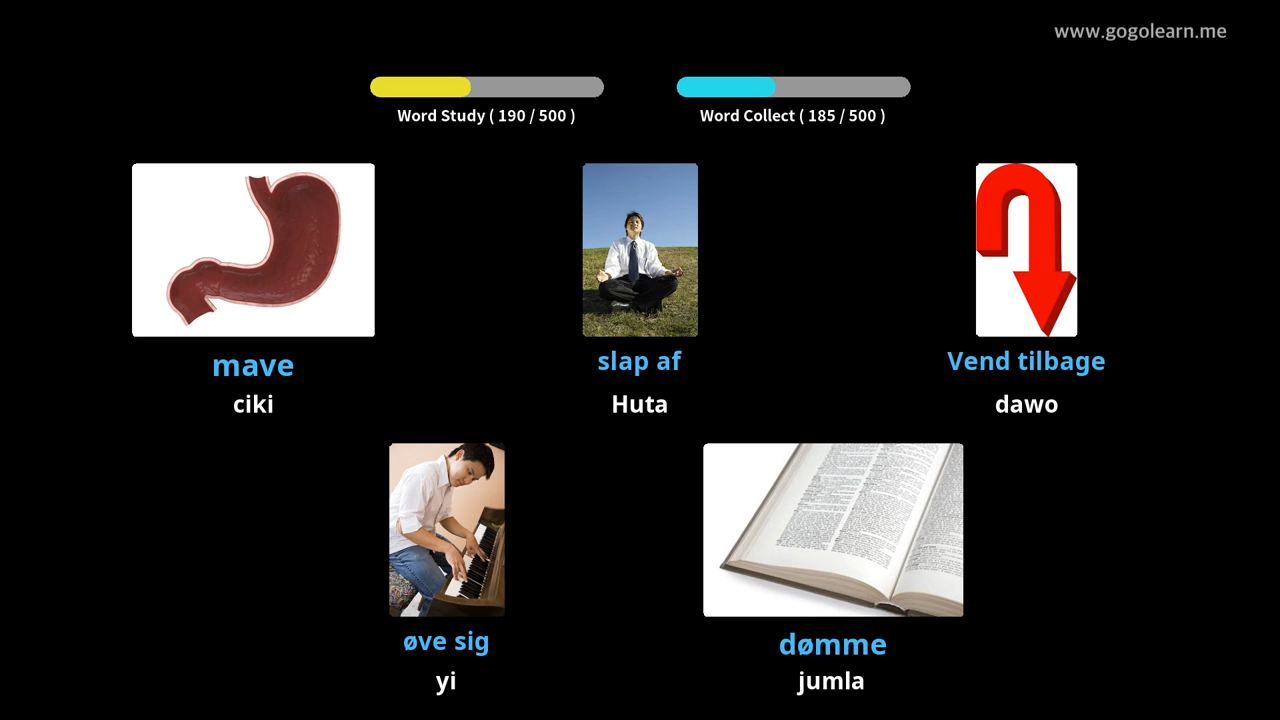 www.gogolearn.me
Word Study ( 190 / 500 )
Word Collect ( 185 / 500 )
mave
ciki
slap af
Huta
Vend tilbage
dawo
øve sig
yi
dømme
jumla